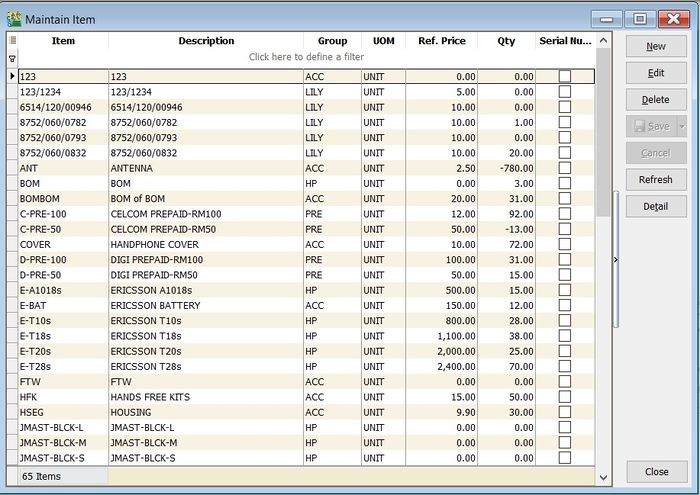 Maintain Item
Item Description Group UOM Ref. Price Qty Serial Nu...
Click here to define a filter
123 123 ACC UNIT 0.00 0.00
123/1234 123/1234 LILY UNIT 5.00 0.00
6514/120/00946 6514/120/00946 LILY UNIT 10.00 0.00
8752/060/0782 8752/060/0782 LILY UNIT 10.00 1.00
8752/060/0793 8752/060/0793 LILY UNIT 10.00 0.00
8752/060/0832 8752/060/0832 LILY UNIT 10.00 20.00
ANT ANTENNA ACC UNIT 2.50 -780.00
BOM BOM HP UNIT 0.00 3.00
BOMBOM BOM of BOM ACC UNIT 20.00 31.00
C-PRE-100 CELCOM PREPAID-RM100 PRE UNIT 12.00 92.00
C-PRE-50 CELCOM PREPAID-RM50 PRE UNIT 50.00 -13.00
COVER HANDPHONE COVER ACC UNIT 10.00 72.00
D-PRE-100 DIGI PREPAID-RM100 PRE UNIT 100.00 31.00
D-PRE-50 DIGI PREPAID-RM50 PRE UNIT 50.00 15.00
E-A1018s ERICSSON A1018s HP UNIT 500.00 15.00
E-BAT ERICSSON BATTERY ACC UNIT 150.00 12.00
E-T10s ERICSSON T10s HP UNIT 800.00 28.00
E-T18s ERICSSON T18s HP UNIT 1,100.00 38.00
E-T20s ERICSSON T20s HP UNIT 2,000.00 25.00
E-T28s ERICSSON T28s HP UNIT 2,400.00 70.00
FTW FTW ACC UNIT 0.00 0.00
HFK HANDS FREE KITS ACC UNIT 15.00 50.00
HSEG HOUSING ACC UNIT 9.90 30.00
JMAST-BLCK-L JMAST-BLCK-L HP UNIT 0.00 0.00
JMAST-BLCK-M JMAST-BLCK-M HP UNIT 0.00 0.00
JMAST-BLCK-S JMAST-BLCK-S HP UNIT 0.00 0.00
65 Items
New
Edit
Delete
Save
Cancel
Refresh
Detail
Close